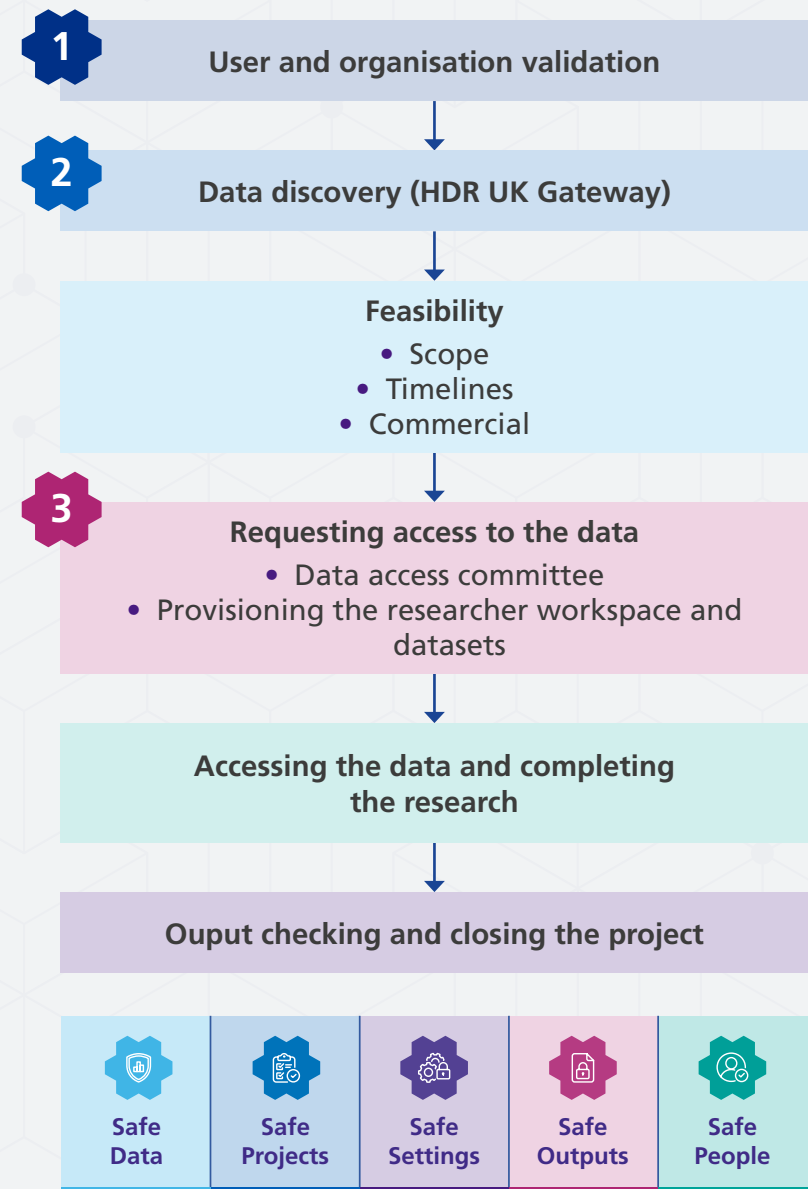 1
User and organisation validation
2
Data discovery (HDR UK Gateway)
Feasibility
• Scope
• Timelines
• Commercial
3
Requesting access to the data
• Data access committee
• Provisioning the researcher workspace and
datasets
Accessing the data and completing
the research
Ouput checking and closing the project
Safe
Data
Safe
Projects
Safe
Settings
Safe
Outputs
Safe
People